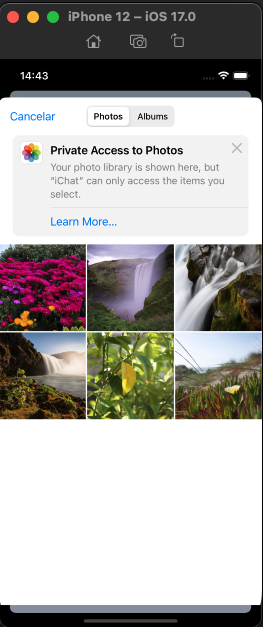 iPhone 12 – iOS 17.0
14:43
Cancelar
Photos
Albums
Private Access to Photos
Your photo library is shown here, but
“iChat” can only access the items you
select.
Learn More...